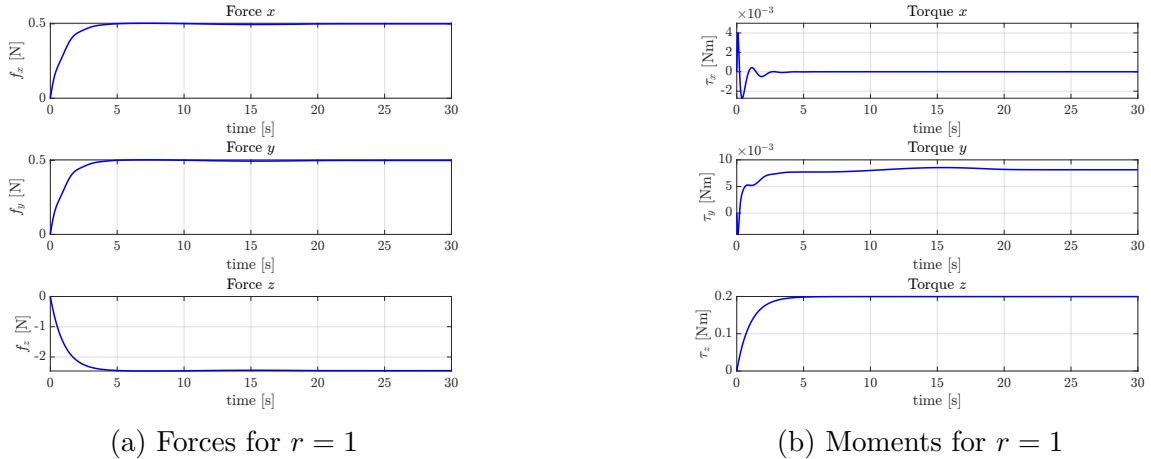 Force x
f_x [N]
0.5
0
0 5 10 15 20 25 30
time [s]
Force y
f_y [N]
0.5
0
0 5 10 15 20 25 30
time [s]
Force z
f_z [N]
0
-1
-2
0 5 10 15 20 25 30
time [s]
(a) Forces for r = 1
×10⁻³
Torque x
τ_x [Nm]
4
2
0
-2
0 5 10 15 20 25 30
time [s]
×10⁻³
Torque y
τ_y [Nm]
10
5
0
0 5 10 15 20 25 30
time [s]
Torque z
τ_z [Nm]
0.2
0.1
0
0 5 10 15 20 25 30
time [s]
(b) Moments for r = 1